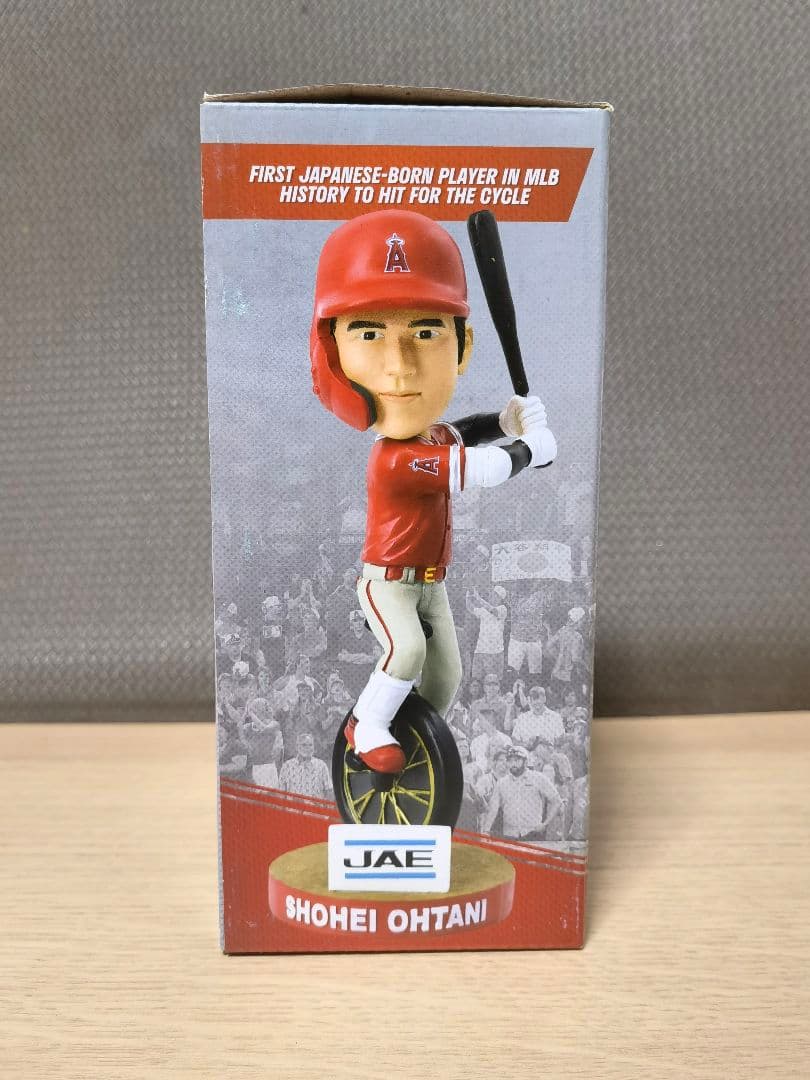 FIRST JAPANESE-BORN PLAYER IN MLB
HISTORY TO HIT FOR THE CYCLE
A
A
E
JAE
SHOHEI OHTANI